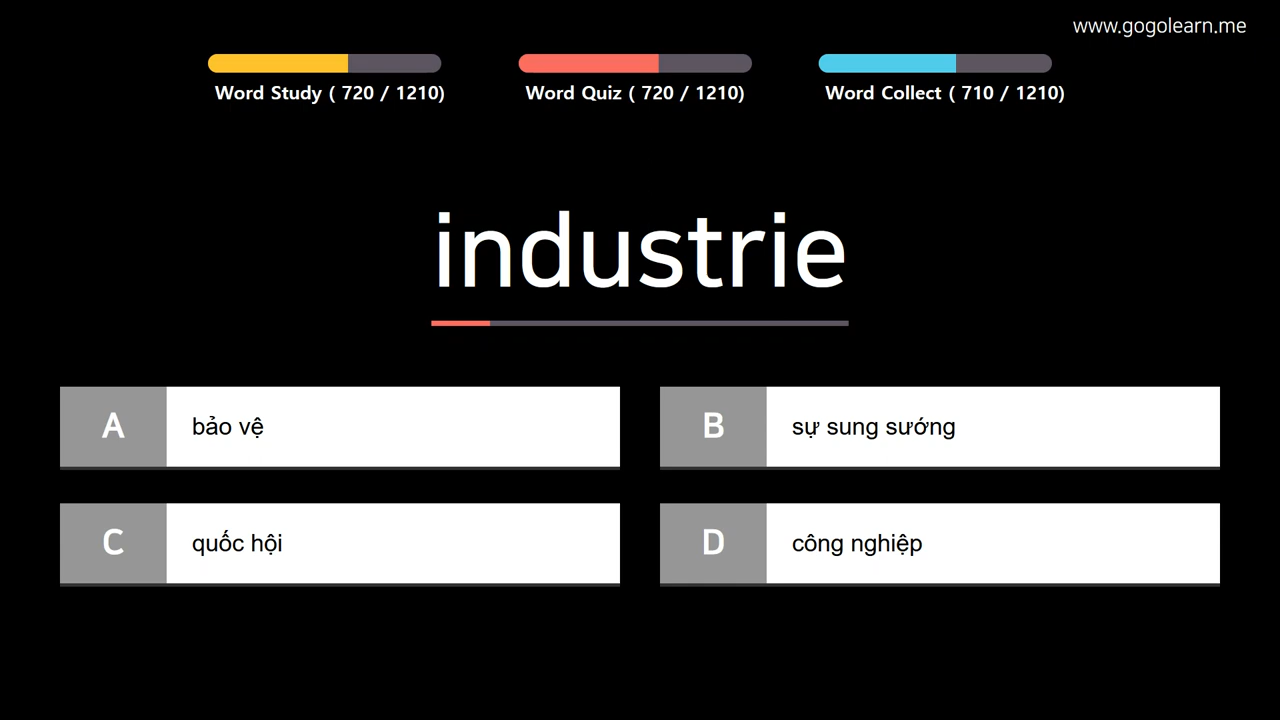 www.gogolearn.me
Word Study ( 720 / 1210)
Word Quiz ( 720 / 1210)
Word Collect ( 710 / 1210)
industrie
A bảo vệ
B sự sung sướng
C quốc hội
D công nghiệp